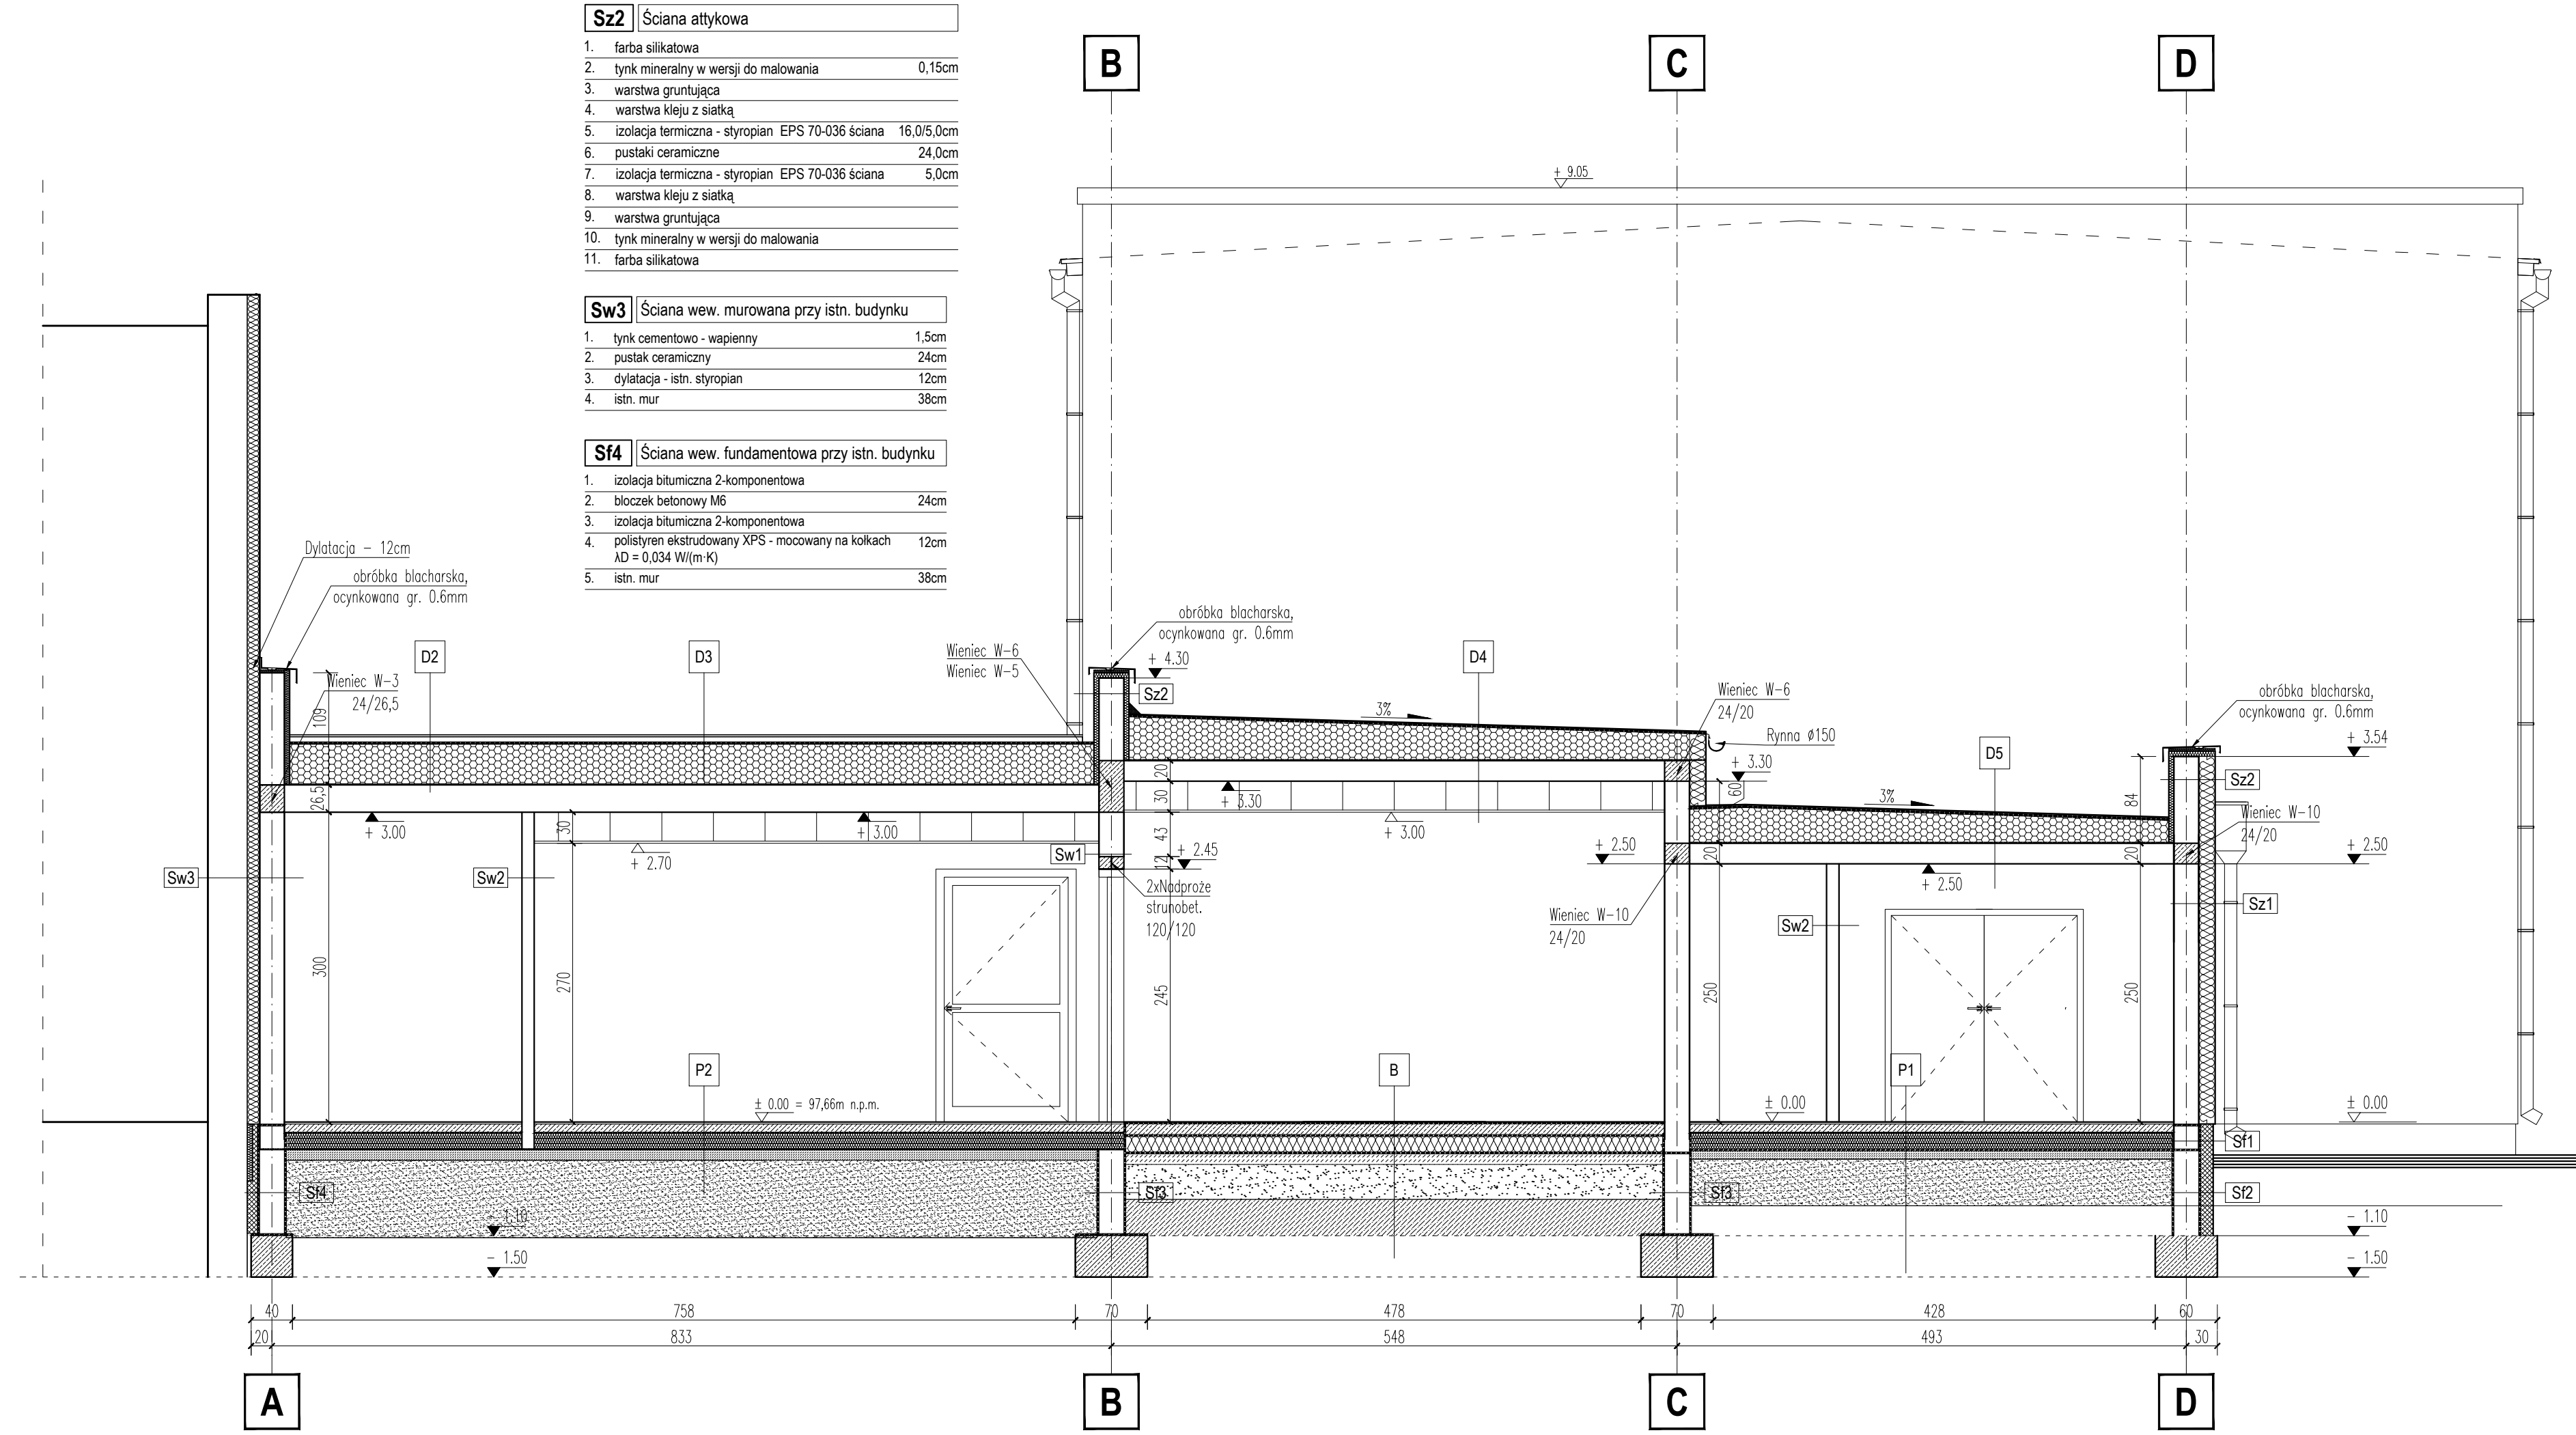 Sz2 Ściana attykowa
1. farba silikatowa
2. tynk mineralny w wersji do malowania 0,15cm
3. warstwa gruntująca
4. warstwa kleju z siatką
5. izolacja termiczna - styropian EPS 70-036 ściana 16,0/5,0cm
6. pustaki ceramiczne 24,0cm
7. izolacja termiczna - styropian EPS 70-036 ściana 5,0cm
8. warstwa kleju z siatką
9. warstwa gruntująca
10. tynk mineralny w wersji do malowania
11. farba silikatowa
Sw3 Ściana wew. murowana przy istn. budynku
1. tynk cementowo - wapienny 1,5cm
2. pustak ceramiczny 24cm
3. dylatacja - istn. styropian 12cm
4. istn. mur 38cm
Sf4 Ściana wew. fundamentowa przy istn. budynku
1. izolacja bitumiczna 2-komponentowa
2. bloczek betonowy M6 24cm
3. izolacja bitumiczna 2-komponentowa
4. polistyren ekstrudowany XPS - mocowany na kołkach 12cm
λD = 0,034 W/(m·K)
5. istn. mur 38cm
B C D
+ 9.05
Dylatacja - 12cm
obróbka blacharska,
ocynkowana gr. 0.6mm
Wieniec W-3
24/26,5
109
D2
D3
Wieniec W-6
Wieniec W-5
obróbka blacharska,
ocynkowana gr. 0.6mm
+ 4.30
Sz2
3%
D4
Wieniec W-6
24/20
Rynna ø150
+ 3.30
60
D5
obróbka blacharska,
ocynkowana gr. 0.6mm
+ 3.54
Sz2
84
3%
Wieniec W-10
24/20
26,5
+ 3.00
30
+ 3.00
+ 2.70
20
30
43
12
+ 3.30
+ 3.00
Sw1
+ 2.45
+ 2.50
20
+ 2.50
20
+ 2.50
Sw3
Sw2
2xNadproże
strunobet.
120/120
Wieniec W-10
24/20
Sw2
Sz1
300
270
245
250
250
P2
B
P1
± 0.00 = 97,66m n.p.m.
± 0.00
± 0.00
Sf1
Sf4
Sf3
Sf3
Sf2
- 1.10
- 1.10
- 1.50
- 1.50
40 758 70 478 70 428 60
20 833 548 493 30
A B C D